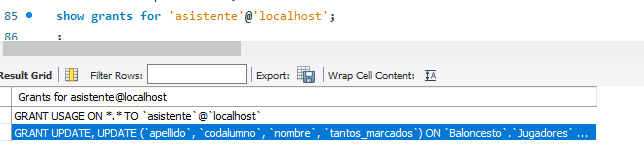 85 show grants for 'asistente'@'localhost';
86 ;
Result Grid Filter Rows: Export: Wrap Cell Content: IA
Grants for asistente@localhost
GRANT USAGE ON *.* TO `asistente`@`localhost`
GRANT UPDATE, UPDATE (`apellido`, `codalumno`, `nombre`, `tantos_marcados`) ON `Baloncesto`.`Jugadores` ...